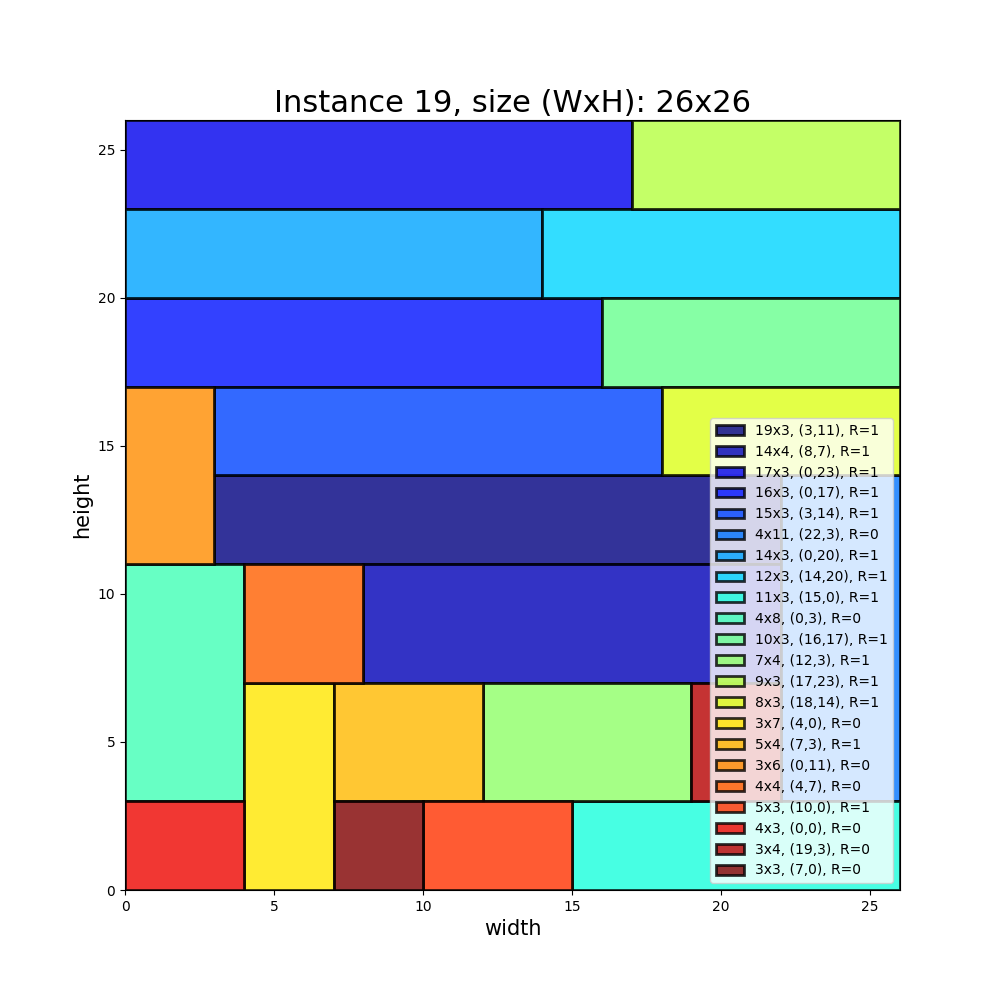 Instance 19, size (WxH): 26x26
25
20
15
10
5
0
height
19x3, (3,11), R=1
14x4, (8,7), R=1
17x3, (0,23), R=1
16x3, (0,17), R=1
15x3, (3,14), R=1
4x11, (22,3), R=0
14x3, (0,20), R=1
12x3, (14,20), R=1
11x3, (15,0), R=1
4x8, (0,3), R=0
10x3, (16,17), R=1
7x4, (12,3), R=1
9x3, (17,23), R=1
8x3, (18,14), R=1
3x7, (4,0), R=0
5x4, (7,3), R=1
3x6, (0,11), R=0
4x4, (4,7), R=0
5x3, (10,0), R=1
4x3, (0,0), R=0
3x4, (19,3), R=0
3x3, (7,0), R=0
0 5 10 15 20 25
width